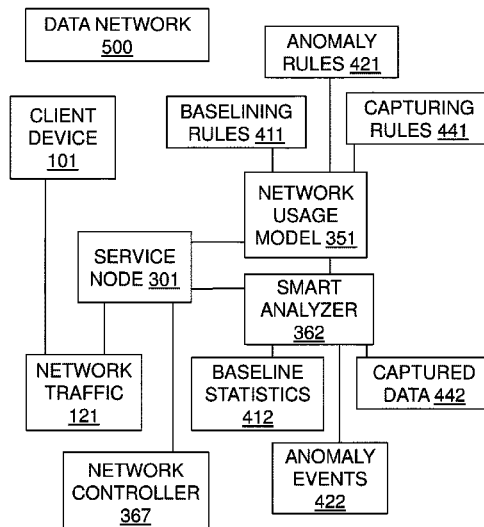 DATA NETWORK
500
ANOMALY
RULES 421
CLIENT
DEVICE
101
BASELINING
RULES 411
CAPTURING
RULES 441
NETWORK
USAGE
MODEL 351
SERVICE
NODE 301
SMART
ANALYZER
362
NETWORK
TRAFFIC
121
BASELINE
STATISTICS
412
CAPTURED
DATA 442
NETWORK
CONTROLLER
367
ANOMALY
EVENTS
422